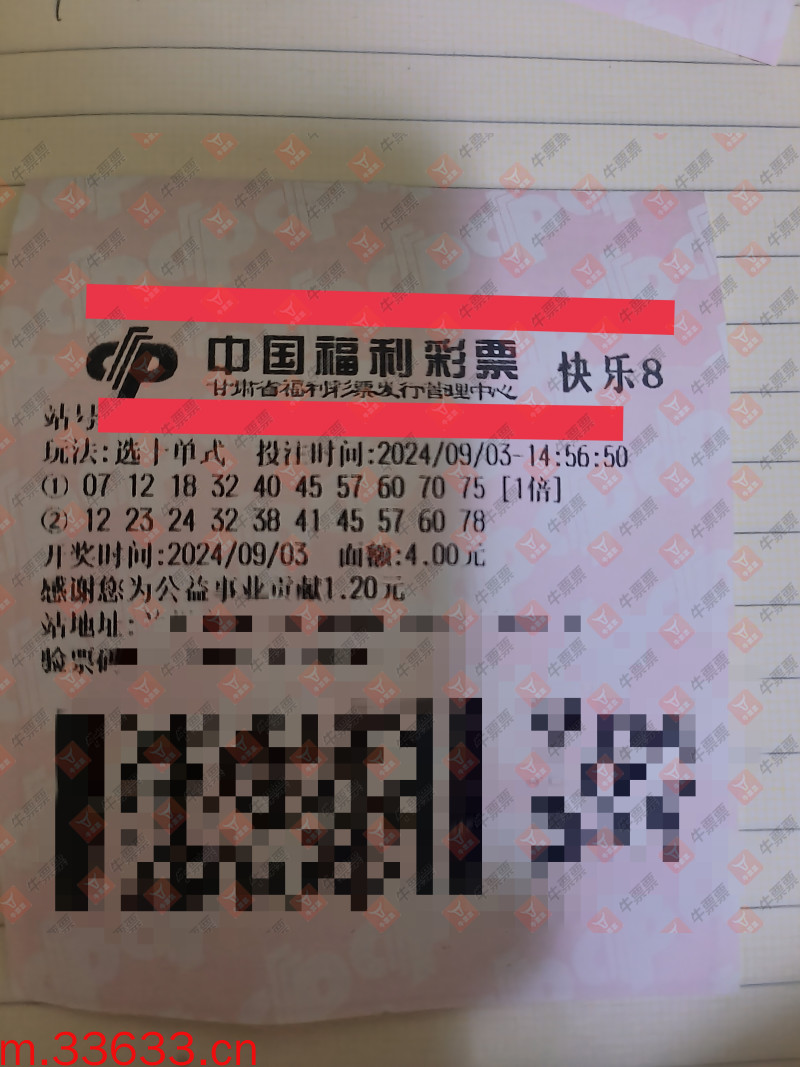 中国福利彩票 快乐8
甘肃省福利彩票发行管理中心
站号
玩法:选十单式 投注时间:2024/09/03-14:56:50
(1) 07 12 18 32 40 45 57 60 70 75 [1倍]
(2) 12 23 24 32 38 41 45 57 60 78
开奖时间:2024/09/03 面额:4.00元
感谢您为公益事业贡献1.20元
站地址:
验票码
牛票票
m.33633.cn